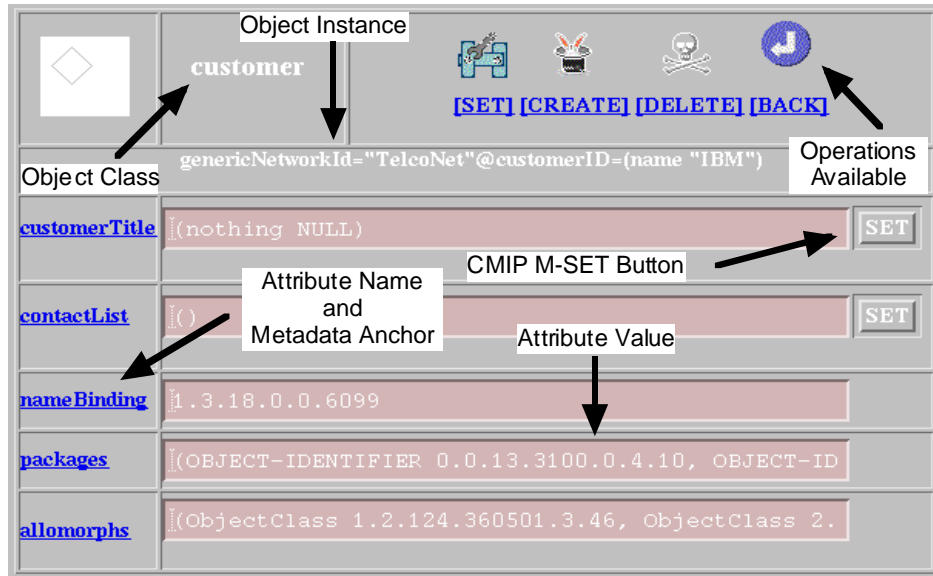 Object Instance
customer
[SET] [CREATE] [DELETE] [BACK]
Object Class
genericNetworkId="TelcoNet"@customerID=(name "IBM")
Operations
Available
customerTitle
(nothing NULL)
SET
CMIP M-SET Button
Attribute Name
and
Metadata Anchor
contactList
()
SET
Attribute Value
nameBinding
1.3.18.0.0.6099
packages
(OBJECT-IDENTIFIER 0.0.13.3100.0.4.10, OBJECT-ID
allomorphs
(ObjectClass 1.2.124.360501.3.46, ObjectClass 2.